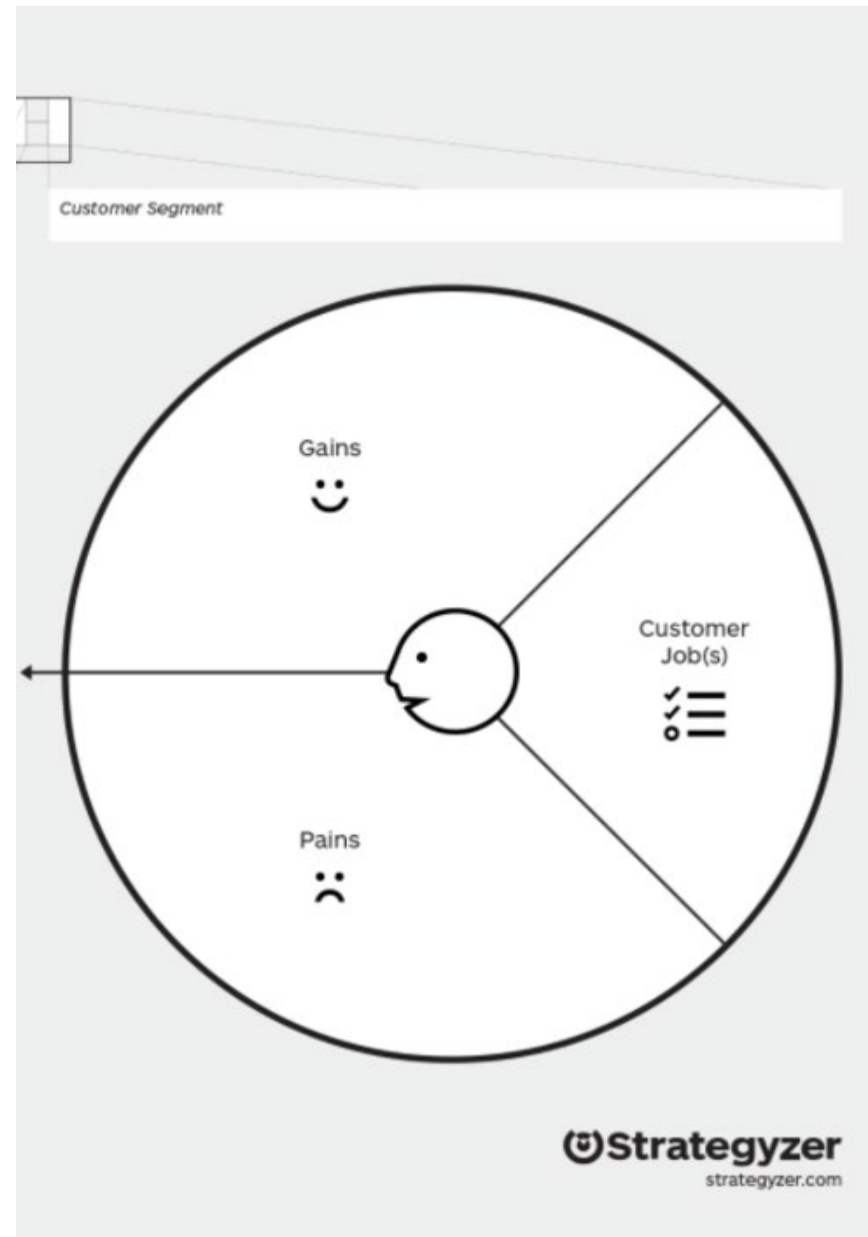 Customer Segment
Gains
Customer
Job(s)
Pains
Strategyzer
strategyzer.com